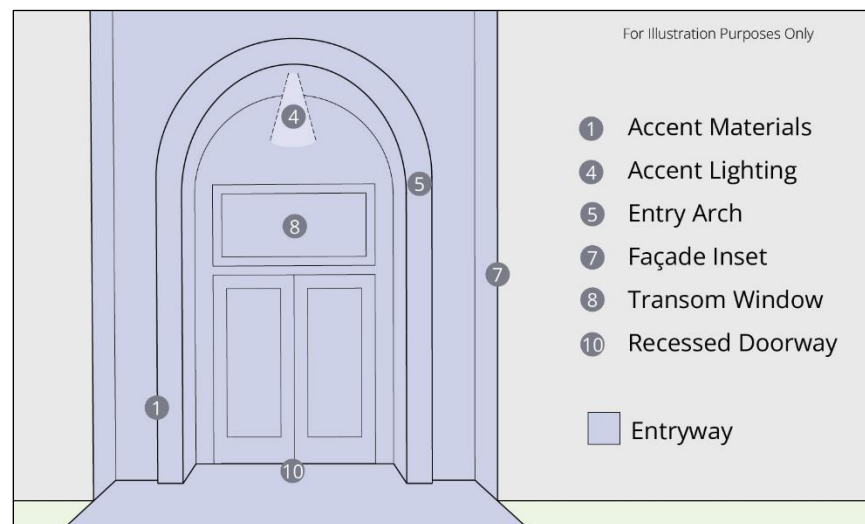 For Illustration Purposes Only
1 Accent Materials
4 Accent Lighting
5 Entry Arch
7 Façade Inset
8 Transom Window
10 Recessed Doorway
Entryway
4
5
8
7
1
10